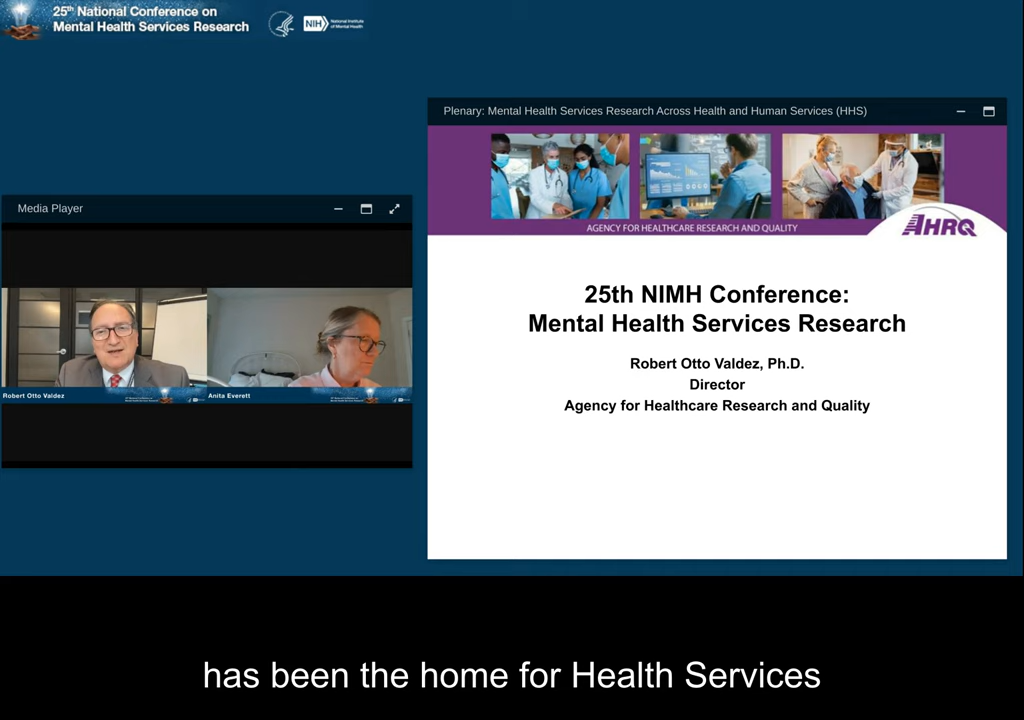 25th National Conference on
Mental Health Services Research
NIH
National Institute
of Mental Health
Plenary: Mental Health Services Research Across Health and Human Services (HHS)
AGENCY FOR HEALTHCARE RESEARCH AND QUALITY
AHRQ
Media Player
25th NIMH Conference:
Mental Health Services Research
Robert Otto Valdez, Ph.D.
Director
Agency for Healthcare Research and Quality
Robert Otto Valdez
Anita Everett
has been the home for Health Services